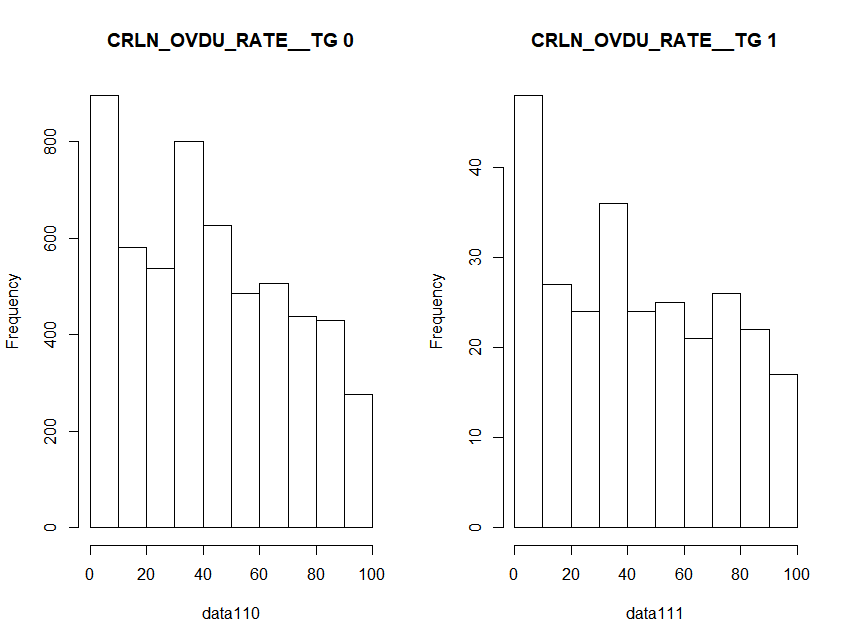 CRLN_OVDU_RATE__TG 0
Frequency
0 200 400 600 800
0 20 40 60 80 100
data110
CRLN_OVDU_RATE__TG 1
Frequency
0 10 20 30 40
0 20 40 60 80 100
data111